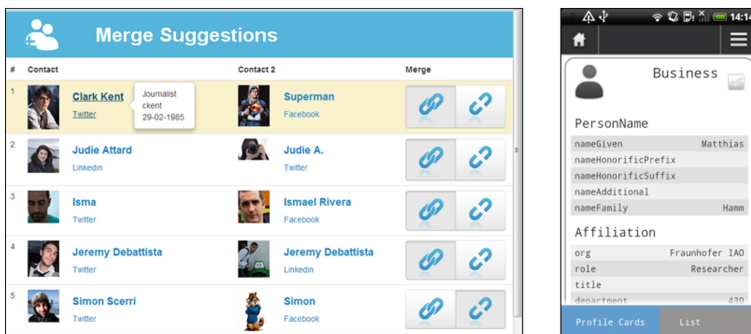 Merge Suggestions
# Contact Contact 2 Merge
1 Clark Kent Superman
Twitter Facebook
Journalist
ckent
29-02-1985
2 Judie Attard Judie A.
Linkedin Twitter
3 Isma Ismael Rivera
Twitter Facebook
4 Jeremy Debattista Jeremy Debattista
Twitter Linkedin
5 Simon Scerri Simon
Twitter Facebook
14:14
Business
PersonName
nameGiven Matthias
nameHonorificPrefix
nameHonorificSuffix
nameAdditional
nameFamily Hamm
Affiliation
org Fraunhofer IAO
role Researcher
title
department 430
Profile Cards List